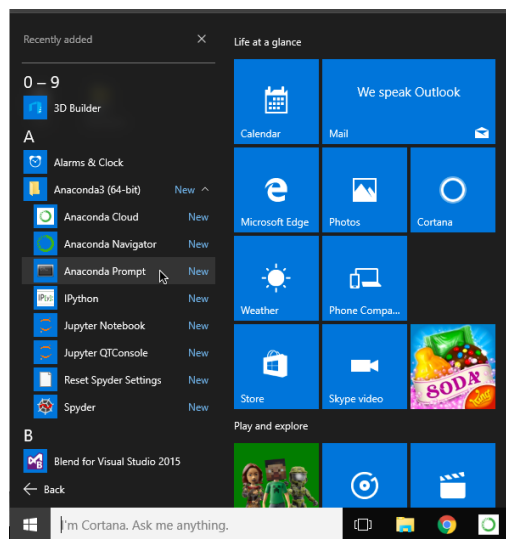 Recently added
0 – 9
3D Builder
A
Alarms & Clock
Anaconda3 (64-bit) New
Anaconda Cloud New
Anaconda Navigator New
Anaconda Prompt New
IPython New
Jupyter Notebook New
Jupyter QTConsole New
Reset Spyder Settings New
Spyder New
B
Blend for Visual Studio 2015
Back
I'm Cortana. Ask me anything.
Life at a glance
Calendar
We speak Outlook
Mail
Microsoft Edge
Photos
Cortana
Weather
Phone Compa...
Store
Skype video
SODA
King
Play and explore